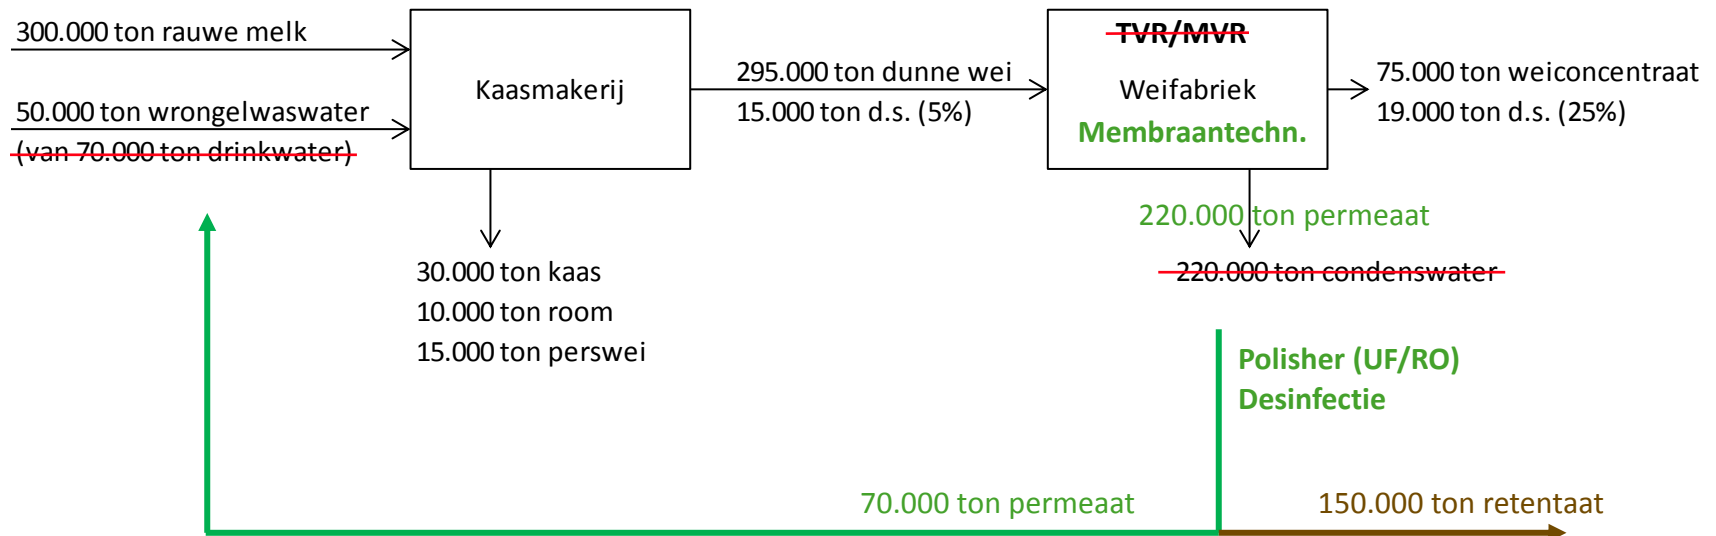 300.000 ton rauwe melk
50.000 ton wrongelwaswater
(van 70.000 ton drinkwater)
Kaasmakerij
30.000 ton kaas
10.000 ton room
15.000 ton perswei
295.000 ton dunne wei
15.000 ton d.s. (5%)
TVR/MVR
Weifabriek
Membraantechn.
75.000 ton weiconcentraat
19.000 ton d.s. (25%)
220.000 ton permeaat
220.000 ton condenswater
Polisher (UF/RO)
Desinfectie
70.000 ton permeaat
150.000 ton retentaat